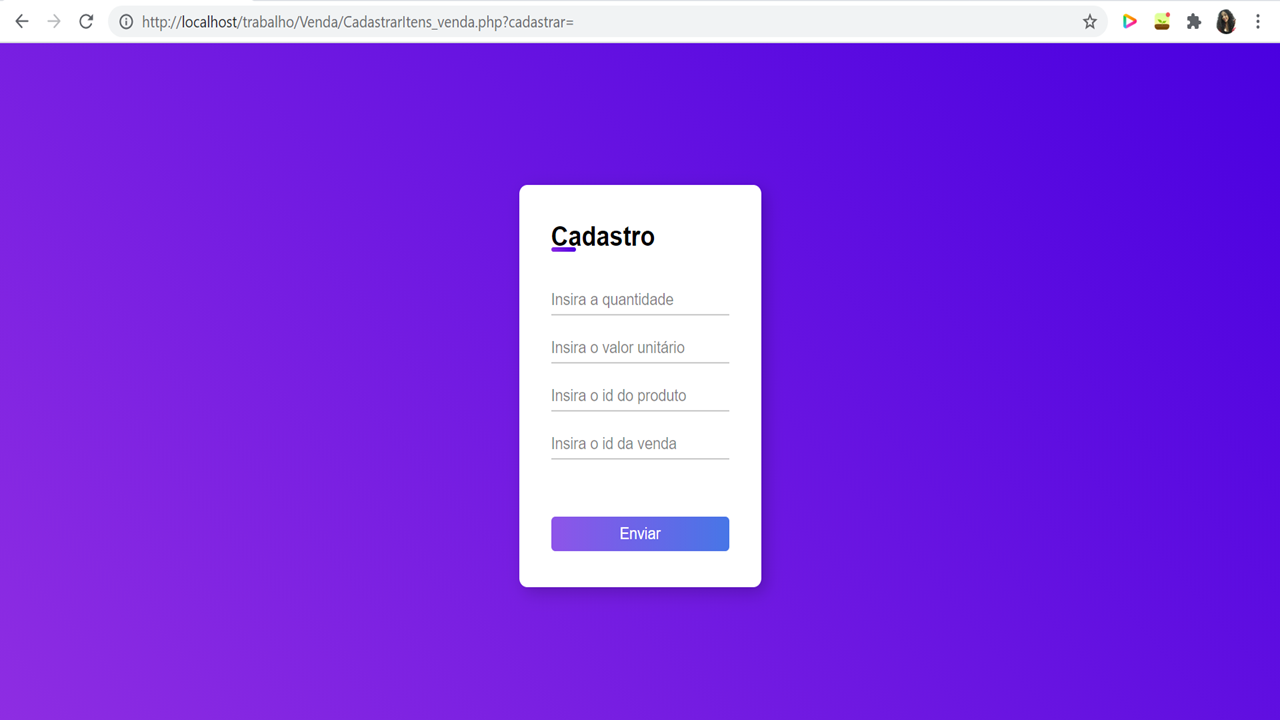 http://localhost/trabalho/Venda/CadastrarItens_venda.php?cadastrar=
Cadastro
Insira a quantidade
Insira o valor unitário
Insira o id do produto
Insira o id da venda
Enviar